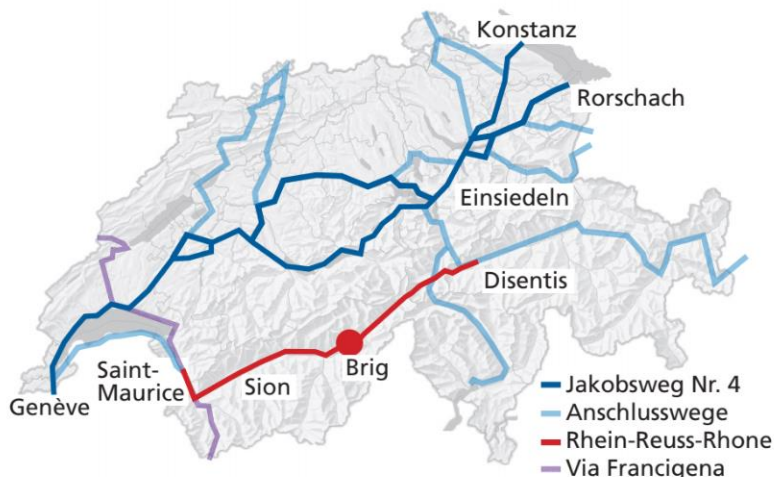 Konstanz
Rorschach
Einsiedeln
Disentis
Brig
Sion
Saint-
Maurice
Genève
Jakobsweg Nr. 4
Anschlusswege
Rhein-Reuss-Rhone
Via Francigena